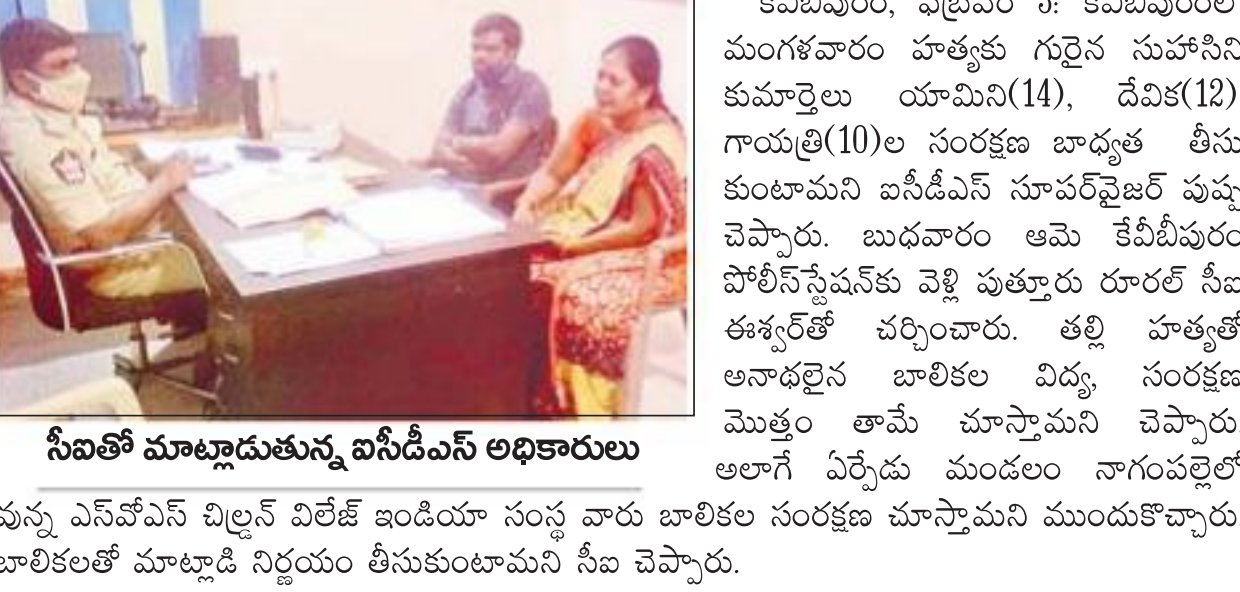 కేవీబీపురం, ఫిబ్రవరి 5: కేవీబీపురంలో
మంగళవారం హత్యకు గురైన సుహాసిని
కుమార్తెలు యామిని(14), దేవిక(12)
గాయత్రి(10)ల సంరక్షణ బాధ్యత తీసు
కుంటామని ఐసీడీఎస్ సూపర్‌వైజర్ పుష్ప
చెప్పారు. బుధవారం ఆమె కేవీబీపురం
పోలీస్‌స్టేషన్‌కు వెళ్లి పుత్తూరు రూరల్ సీఐ
ఈశ్వర్‌తో చర్చించారు. తల్లి హత్యతో
అనాథలైన బాలికల విద్య, సంరక్షణ
మొత్తం తామే చూస్తామని చెప్పారు.
అలాగే ఏర్పేడు మండలం నాగంపల్లెలో
వున్న ఎస్‌వోఎస్ చిల్డ్రన్ విలేజ్ ఇండియా సంస్థ వారు బాలికల సంరక్షణ చూస్తామని ముందుకొచ్చారు.
బాలికలతో మాట్లాడి నిర్ణయం తీసుకుంటామని సీఐ చెప్పారు.
సీఐతో మాట్లాడుతున్న ఐసీడీఎస్ అధికారులు